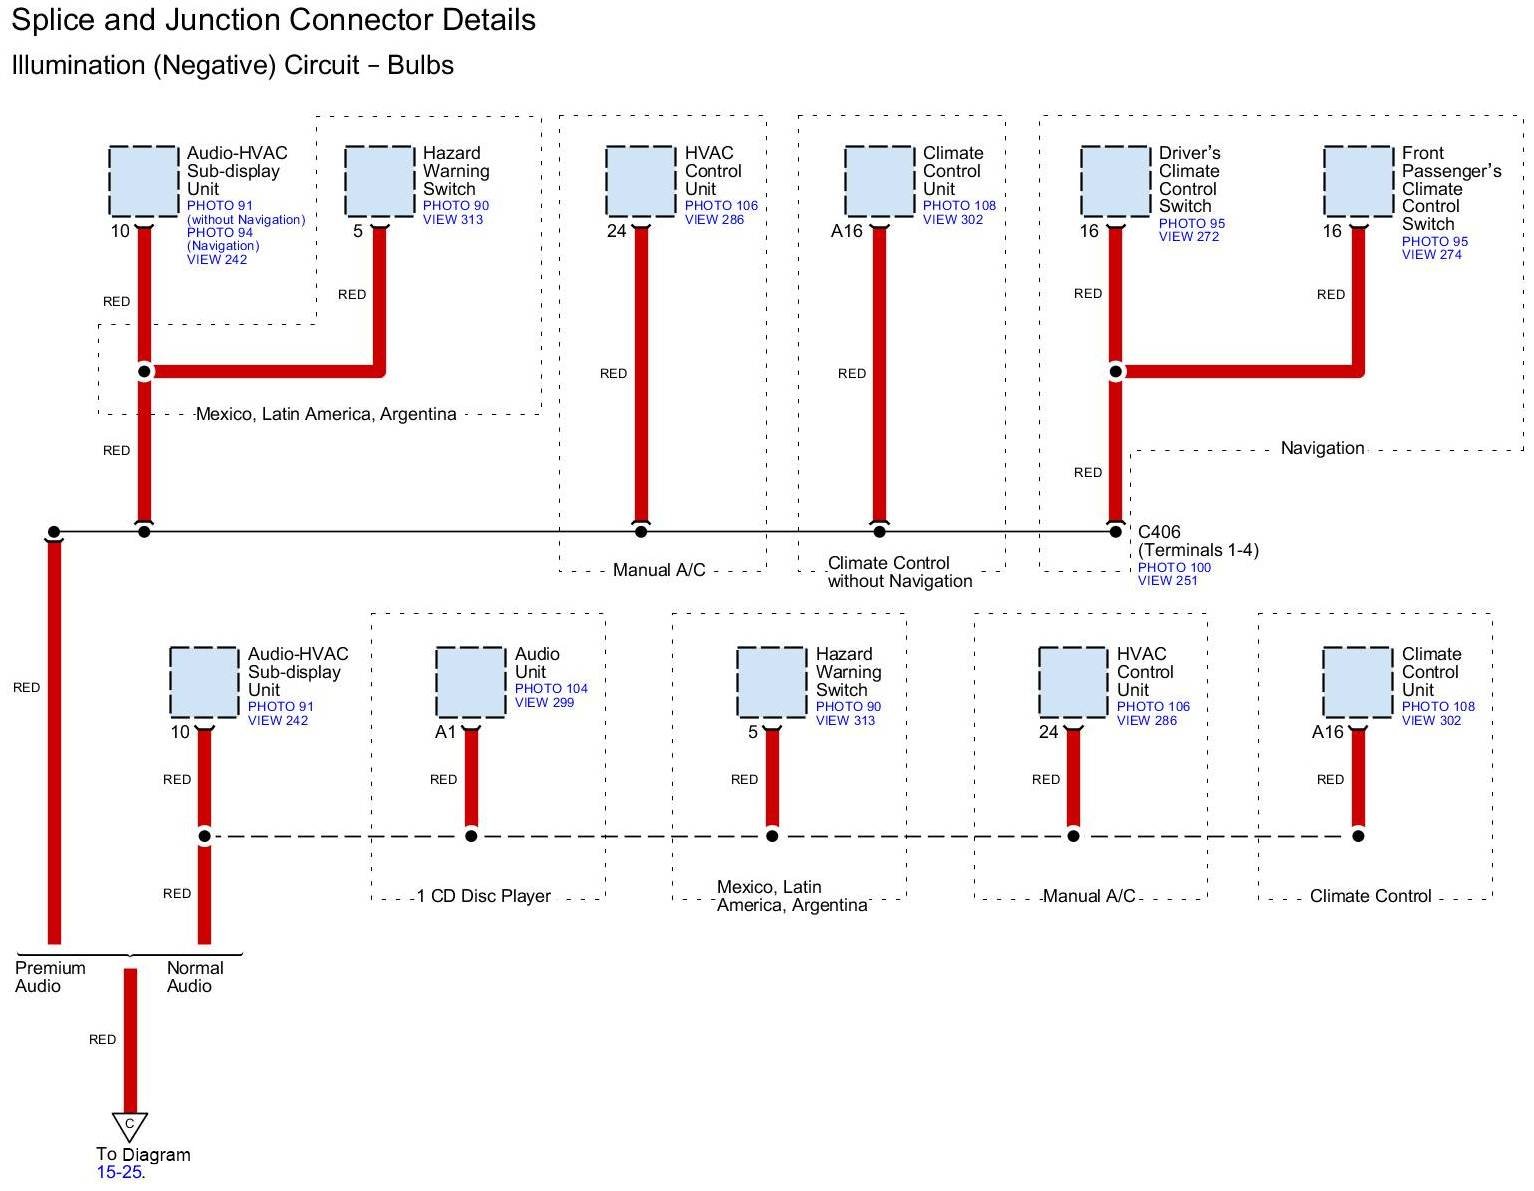 Splice and Junction Connector Details
Illumination (Negative) Circuit – Bulbs
Audio-HVAC
Sub-display
Unit
PHOTO 91
(without Navigation)
PHOTO 94
(Navigation)
VIEW 242
10
RED
RED
Hazard
Warning
Switch
PHOTO 90
VIEW 313
5
RED
Mexico, Latin America, Argentina
HVAC
Control
Unit
PHOTO 106
VIEW 286
24
RED
Manual A/C
Climate
Control
Unit
PHOTO 108
VIEW 302
A16
RED
Climate Control
without Navigation
Driver’s
Climate
Control
Switch
PHOTO 95
VIEW 272
16
RED
RED
Front
Passenger’s
Climate
Control
Switch
PHOTO 95
VIEW 274
16
RED
Navigation
C406
(Terminals 1-4)
PHOTO 100
VIEW 251
RED
Audio-HVAC
Sub-display
Unit
PHOTO 91
VIEW 242
10
RED
RED
Audio
Unit
PHOTO 104
VIEW 299
A1
RED
1 CD Disc Player
Hazard
Warning
Switch
PHOTO 90
VIEW 313
5
RED
Mexico, Latin
America, Argentina
HVAC
Control
Unit
PHOTO 106
VIEW 286
24
RED
Manual A/C
Climate
Control
Unit
PHOTO 108
VIEW 302
A16
RED
Climate Control
Premium
Audio
Normal
Audio
RED
C
To Diagram
15-25.